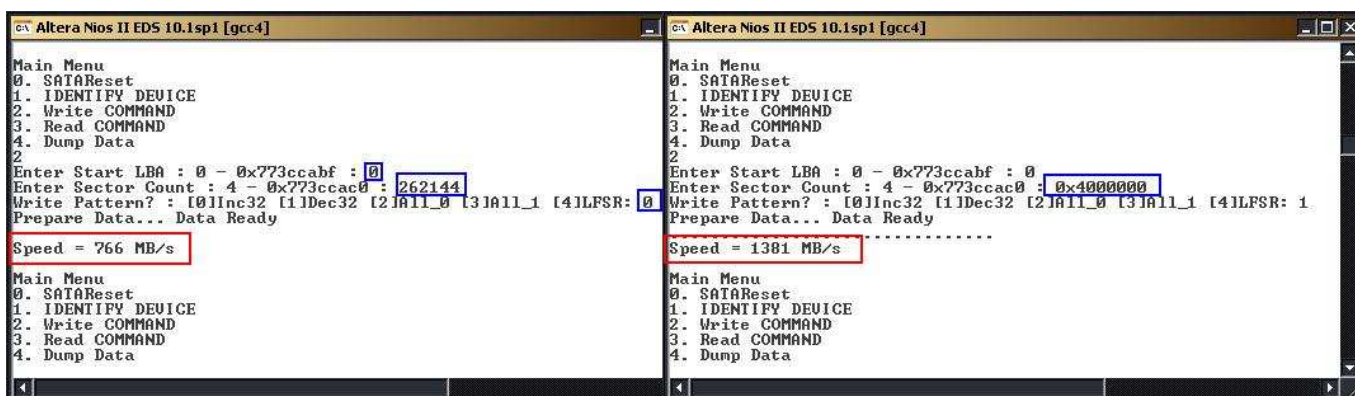 Altera Nios II EDS 10.1sp1 [gcc4]
Main Menu
0. SATAReset
1. IDENTIFY DEVICE
2. Write COMMAND
3. Read COMMAND
4. Dump Data
2
Enter Start LBA : 0 - 0x773ccabf : 0
Enter Sector Count : 4 - 0x773ccac0 : 262144
Write Pattern? : [0]Inc32 [1]Dec32 [2]All_0 [3]All_1 [4]LFSR: 0
Prepare Data... Data Ready
Speed = 766 MB/s
Main Menu
0. SATAReset
1. IDENTIFY DEVICE
2. Write COMMAND
3. Read COMMAND
4. Dump Data
Altera Nios II EDS 10.1sp1 [gcc4]
Main Menu
0. SATAReset
1. IDENTIFY DEVICE
2. Write COMMAND
3. Read COMMAND
4. Dump Data
2
Enter Start LBA : 0 - 0x773ccabf : 0
Enter Sector Count : 4 - 0x773ccac0 : 0x4000000
Write Pattern? : [0]Inc32 [1]Dec32 [2]All_0 [3]All_1 [4]LFSR: 1
Prepare Data... Data Ready
--------------------------------
Speed = 1381 MB/s
Main Menu
0. SATAReset
1. IDENTIFY DEVICE
2. Write COMMAND
3. Read COMMAND
4. Dump Data